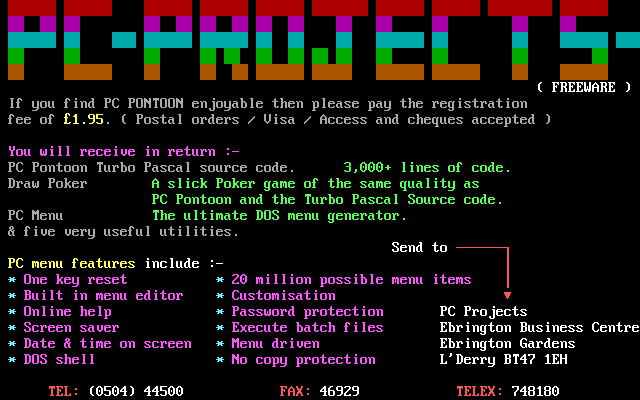 PC-PROJECTS-
( FREEWARE )
If you find PC PONTOON enjoyable then please pay the registration
fee of £1.95. ( Postal orders / Visa / Access and cheques accepted )
You will receive in return :-
PC Pontoon Turbo Pascal source code. 3,000+ lines of code.
Draw Poker A slick Poker game of the same quality as
PC Pontoon and the Turbo Pascal Source code.
PC Menu The ultimate DOS menu generator.
& five very useful utilities.
Send to
PC menu features include :-
* One key reset * 20 million possible menu items
* Built in menu editor * Customisation
* Online help * Password protection PC Projects
* Screen saver * Execute batch files Ebrington Business Centre
* Date & time on screen * Menu driven Ebrington Gardens
* DOS shell * No copy protection L'Derry BT47 1EH
TEL: (0504) 44500 FAX: 46929 TELEX: 748180